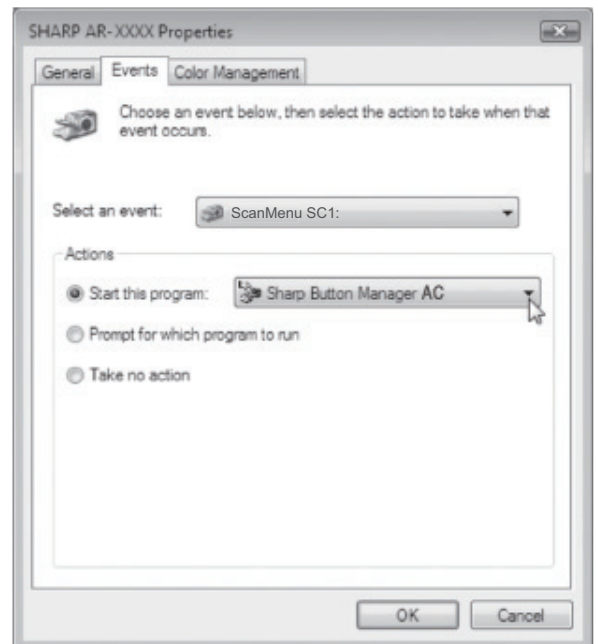 SHARP AR-XXXX Properties
General Events Color Management
Choose an event below, then select the action to take when that
event occurs.
Select an event: ScanMenu SC1:
Actions
Start this program: Sharp Button Manager AC
Prompt for which program to run
Take no action
OK Cancel